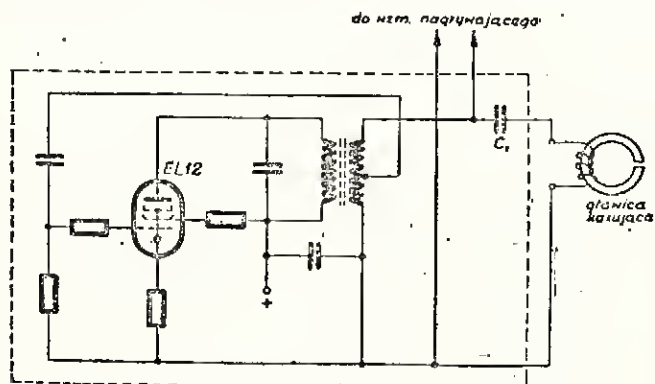 do wzm. nagrywającego
EL12
C₁
głowica
kasująca
+